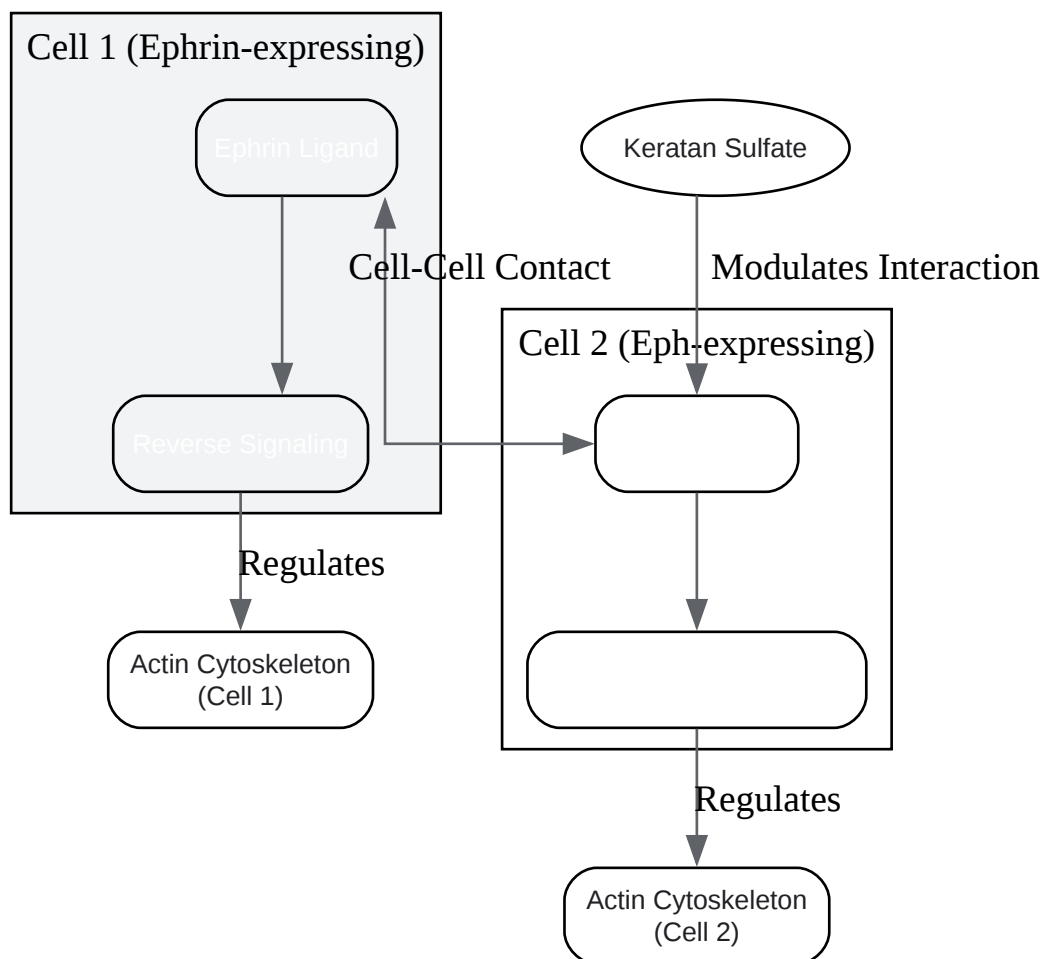 Cell 1 (Ephrin-expressing)
Ephrin Ligand
Keratan Sulfate
Cell-Cell Contact
Modulates Interaction
Cell 2 (Eph-expressing)
Reverse Signaling
Regulates
Actin Cytoskeleton
(Cell 1)
Regulates
Actin Cytoskeleton
(Cell 2)